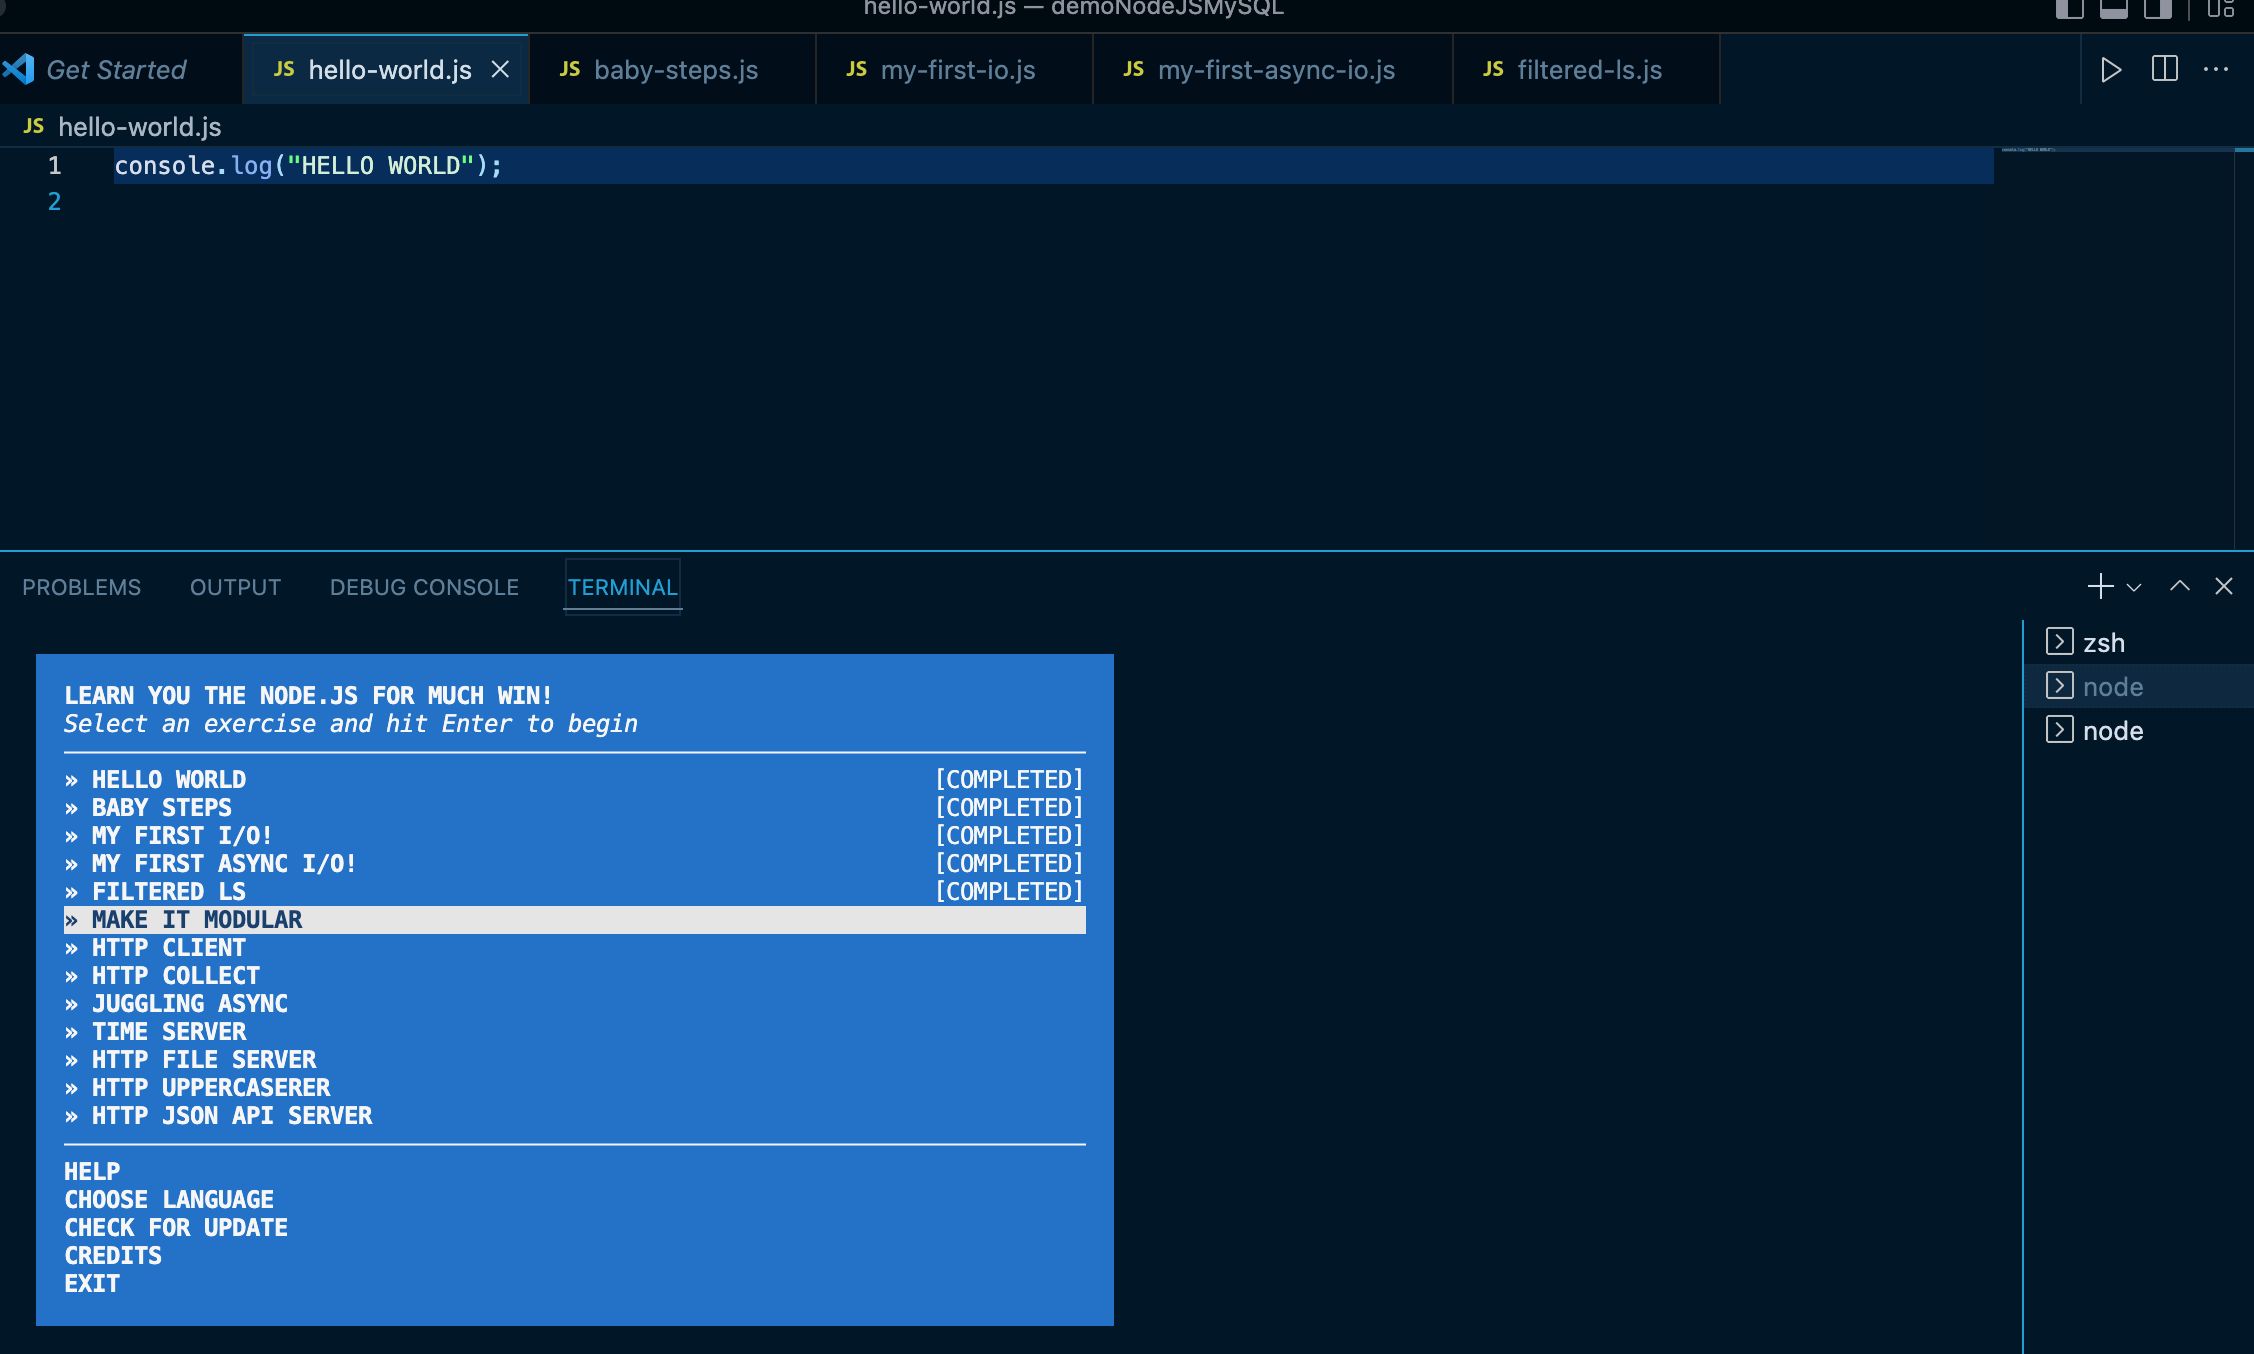 hello-world.js — demoNodeJSMySQL
Get Started
JS hello-world.js
JS baby-steps.js
JS my-first-io.js
JS my-first-async-io.js
JS filtered-ls.js
JS hello-world.js
1 console.log("HELLO WORLD");
2
PROBLEMS OUTPUT DEBUG CONSOLE TERMINAL
LEARN YOU THE NODE.JS FOR MUCH WIN!
Select an exercise and hit Enter to begin
» HELLO WORLD [COMPLETED]
» BABY STEPS [COMPLETED]
» MY FIRST I/O! [COMPLETED]
» MY FIRST ASYNC I/O! [COMPLETED]
» FILTERED LS [COMPLETED]
» MAKE IT MODULAR
» HTTP CLIENT
» HTTP COLLECT
» JUGGLING ASYNC
» TIME SERVER
» HTTP FILE SERVER
» HTTP UPPERCASERER
» HTTP JSON API SERVER
HELP
CHOOSE LANGUAGE
CHECK FOR UPDATE
CREDITS
EXIT
zsh
node
node